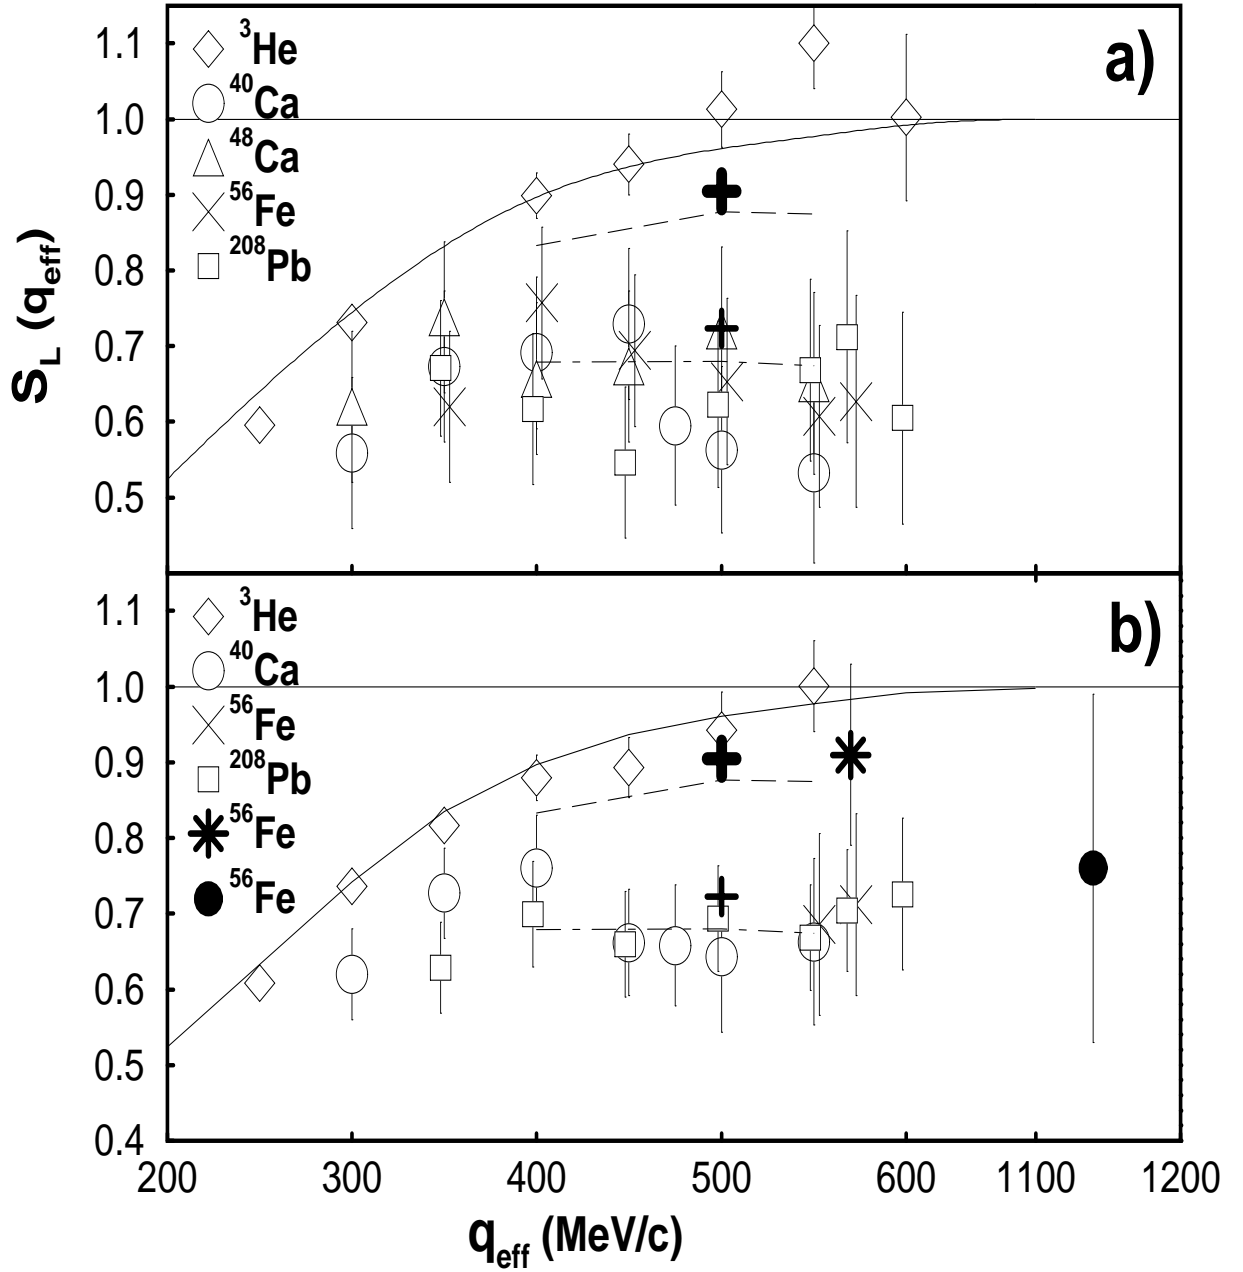 S_L (q_eff)
a)
1.1
1.0
0.9
0.8
0.7
0.6
0.5
³He
⁴⁰Ca
⁴⁸Ca
⁵⁶Fe
²⁰⁸Pb
b)
1.1
1.0
0.9
0.8
0.7
0.6
0.5
0.4
³He
⁴⁰Ca
⁵⁶Fe
²⁰⁸Pb
⁵⁶Fe
⁵⁶Fe
200 300 400 500 600 1100 1200
q_eff (MeV/c)